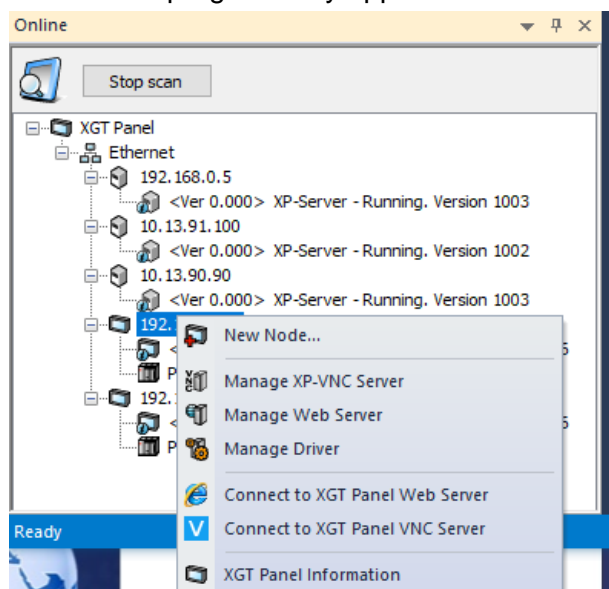 Online
Stop scan
XGT Panel
Ethernet
192.168.0.5
<Ver 0.000> XP-Server - Running. Version 1003
10.13.91.100
<Ver 0.000> XP-Server - Running. Version 1002
10.13.90.90
<Ver 0.000> XP-Server - Running. Version 1003
192.
New Node...
<
P
Manage XP-VNC Server
192.
Manage Web Server
<
P
Manage Driver
Connect to XGT Panel Web Server
Ready
Connect to XGT Panel VNC Server
XGT Panel Information